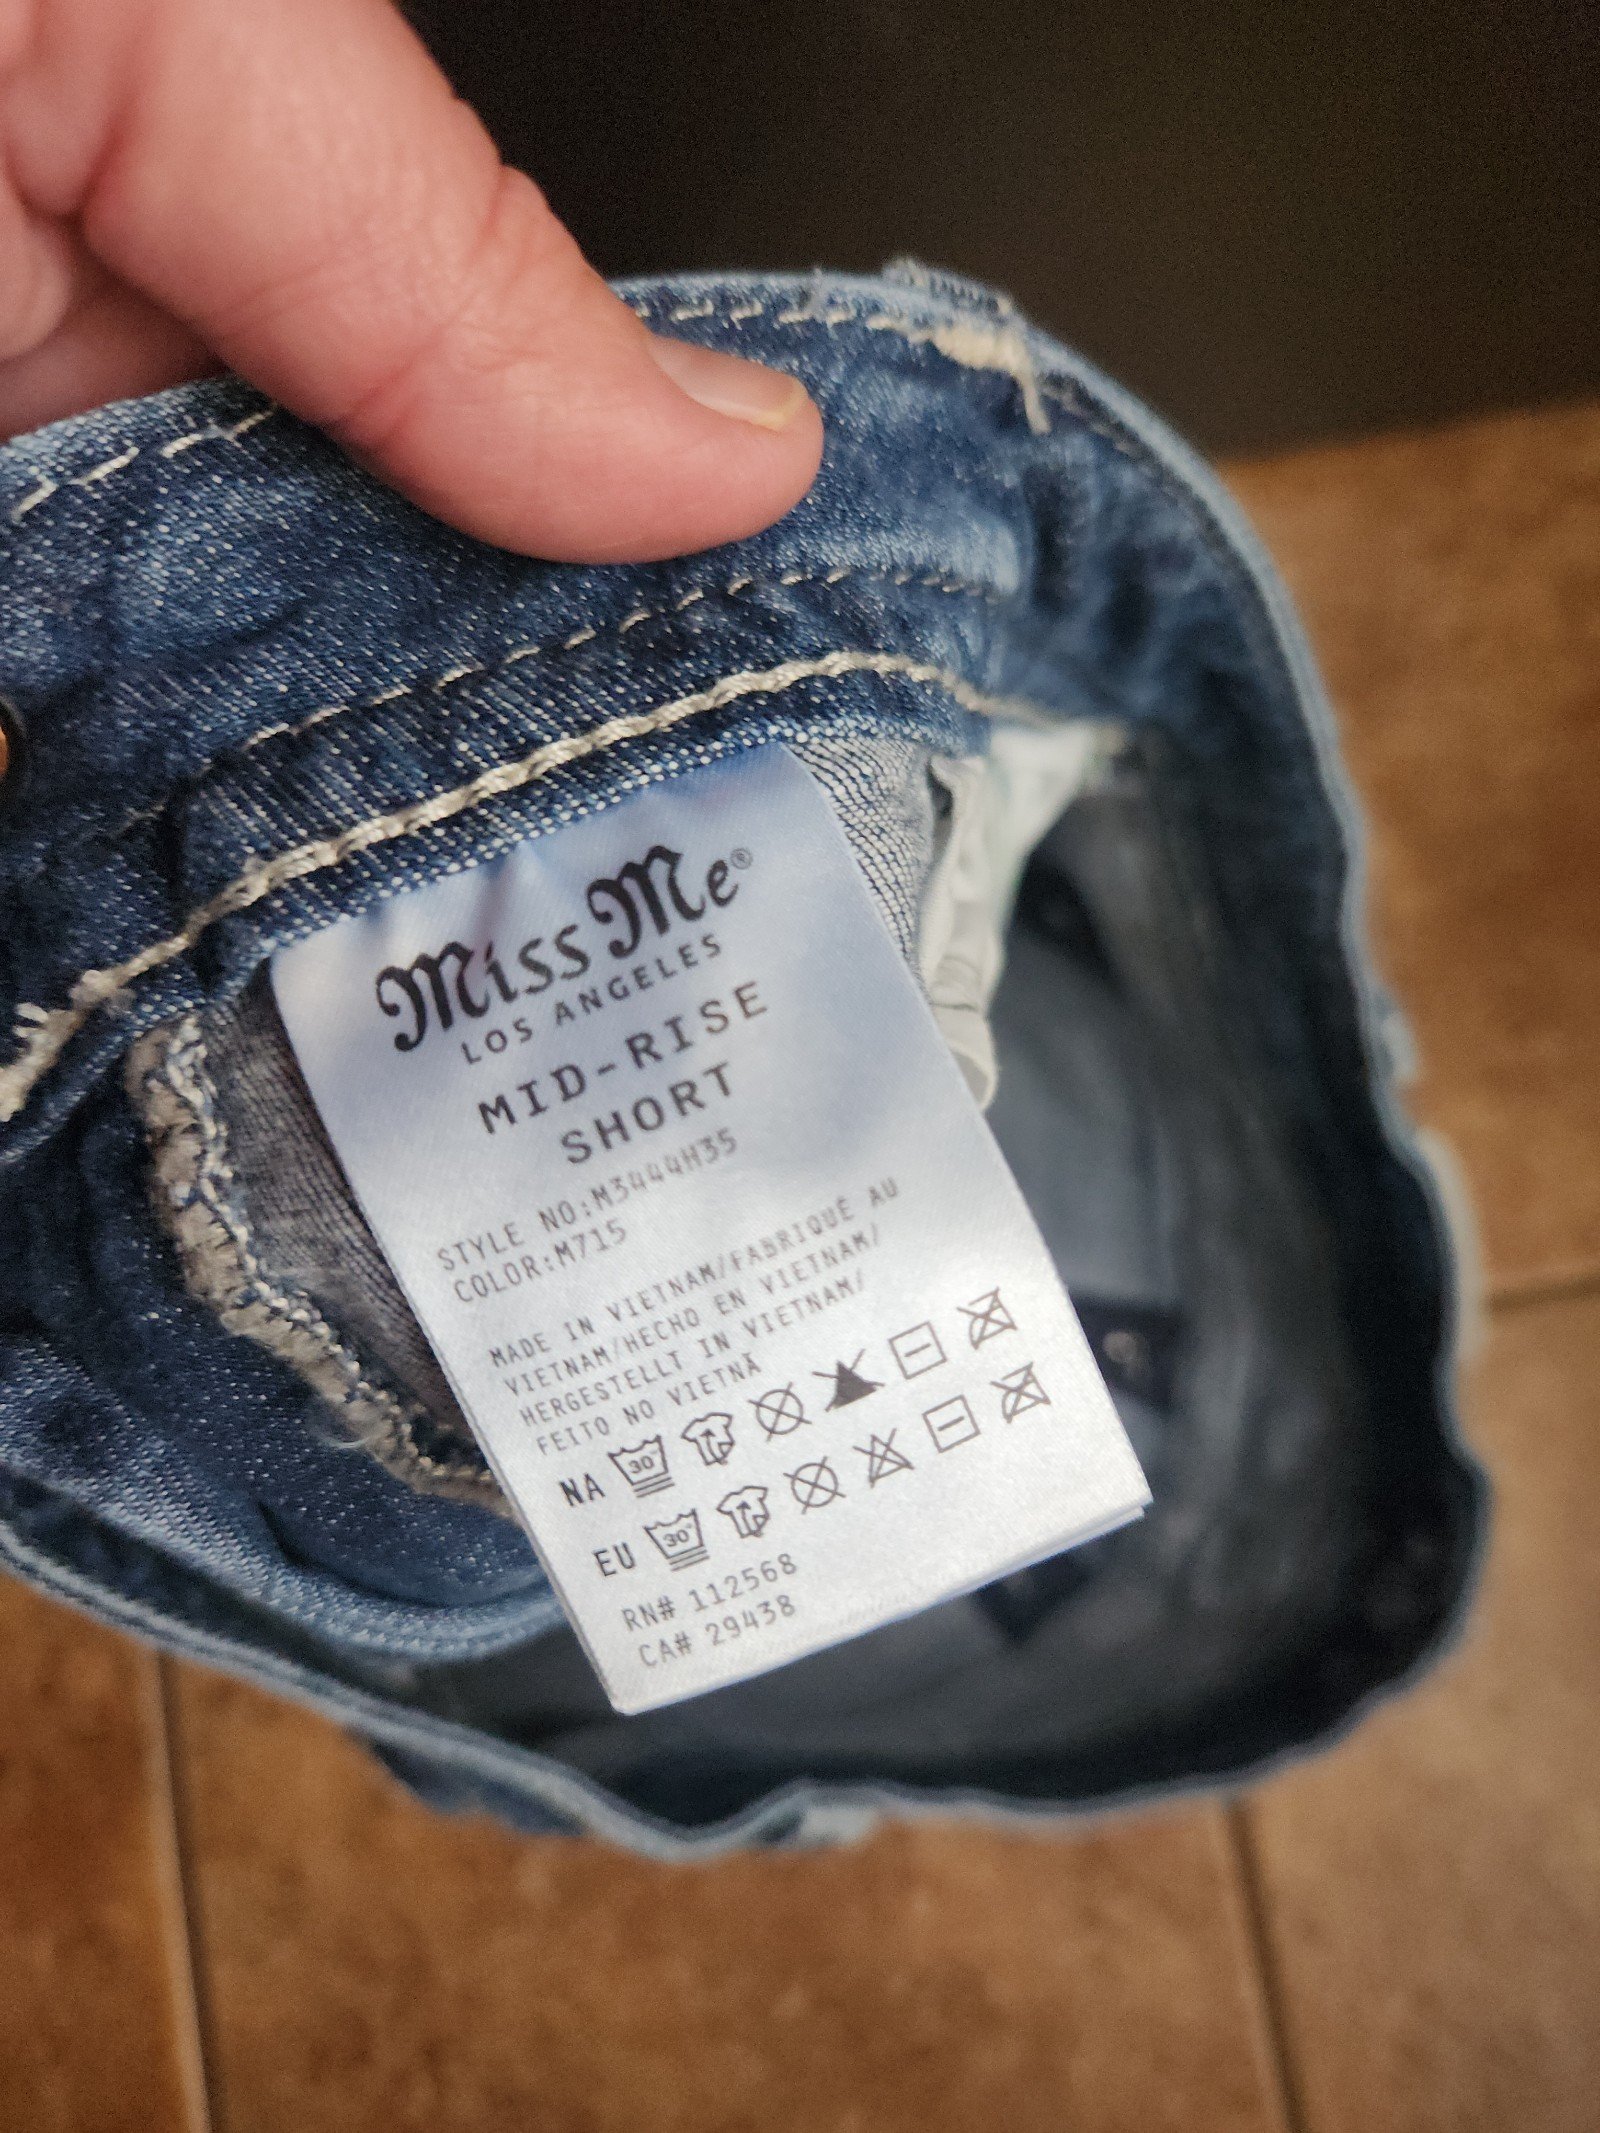 Miss Me®
LOS ANGELES
MID-RISE
SHORT
STYLE NO:M3444H35
COLOR:M715
MADE IN VIETNAM/FABRIQUÉ AU
VIETNAM/HECHO EN VIETNAM/
HERGESTELLT IN VIETNAM/
FEITO NO VIETNÃ
NA 30°
EU 30°
RN# 112568
CA# 29438